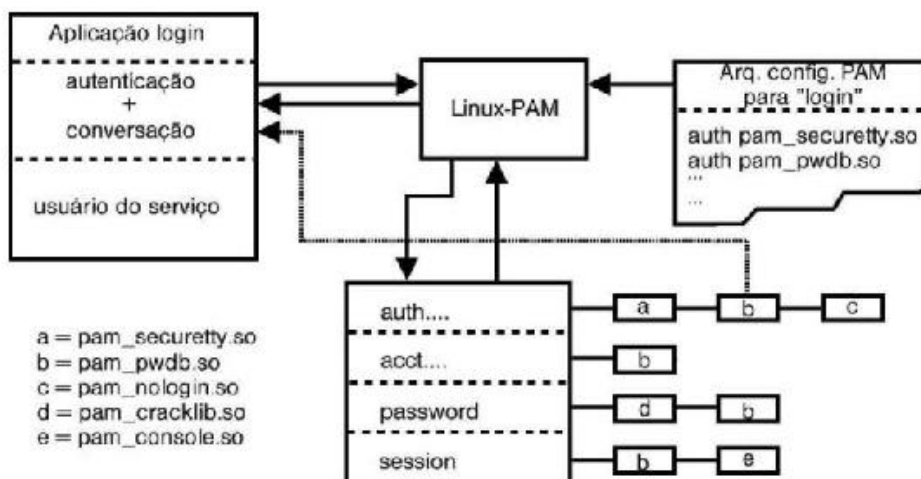 Aplicação login
autenticação
+
conversação
usuário do serviço
Linux-PAM
Arq. config. PAM
para "login"
auth pam_securetty.so
auth pam_pwdb.so
...
...
a = pam_securetty.so
b = pam_pwdb.so
c = pam_nologin.so
d = pam_cracklib.so
e = pam_console.so
auth.... a b c
acct.... b
password d b
session b e